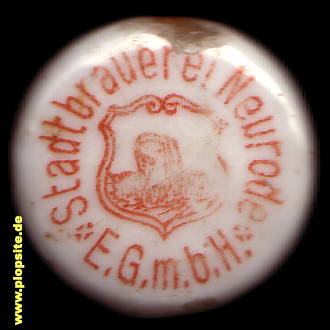 Stadtbrauerei Neurode
* E.G.m.b.H. *
www.plopsite.de